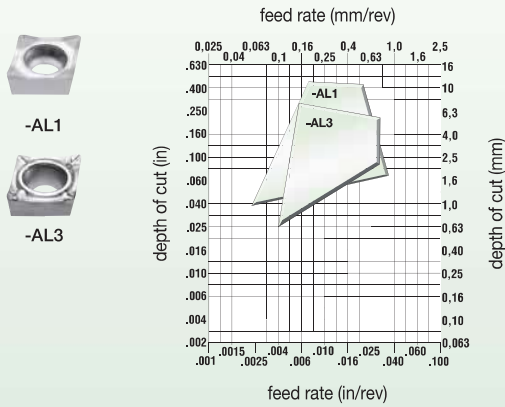 feed rate (mm/rev)
0,025 0,063 0,16 0,4 1,0 2,5
0,04 0,1 0,25 0,63 1,6
-AL1
-AL3
depth of cut (in)
.630
.400
.250
.160
.100
.060
.040
.025
.016
.010
.006
.004
.002
-AL1
-AL3
16
10
6,3
4,0
2,5
1,6
1,0
0,63
0,40
0,25
0,16
0,10
0,063
depth of cut (mm)
.0015 .004 .010 .025 .060
.001 .0025 .006 .016 .040 .100
feed rate (in/rev)